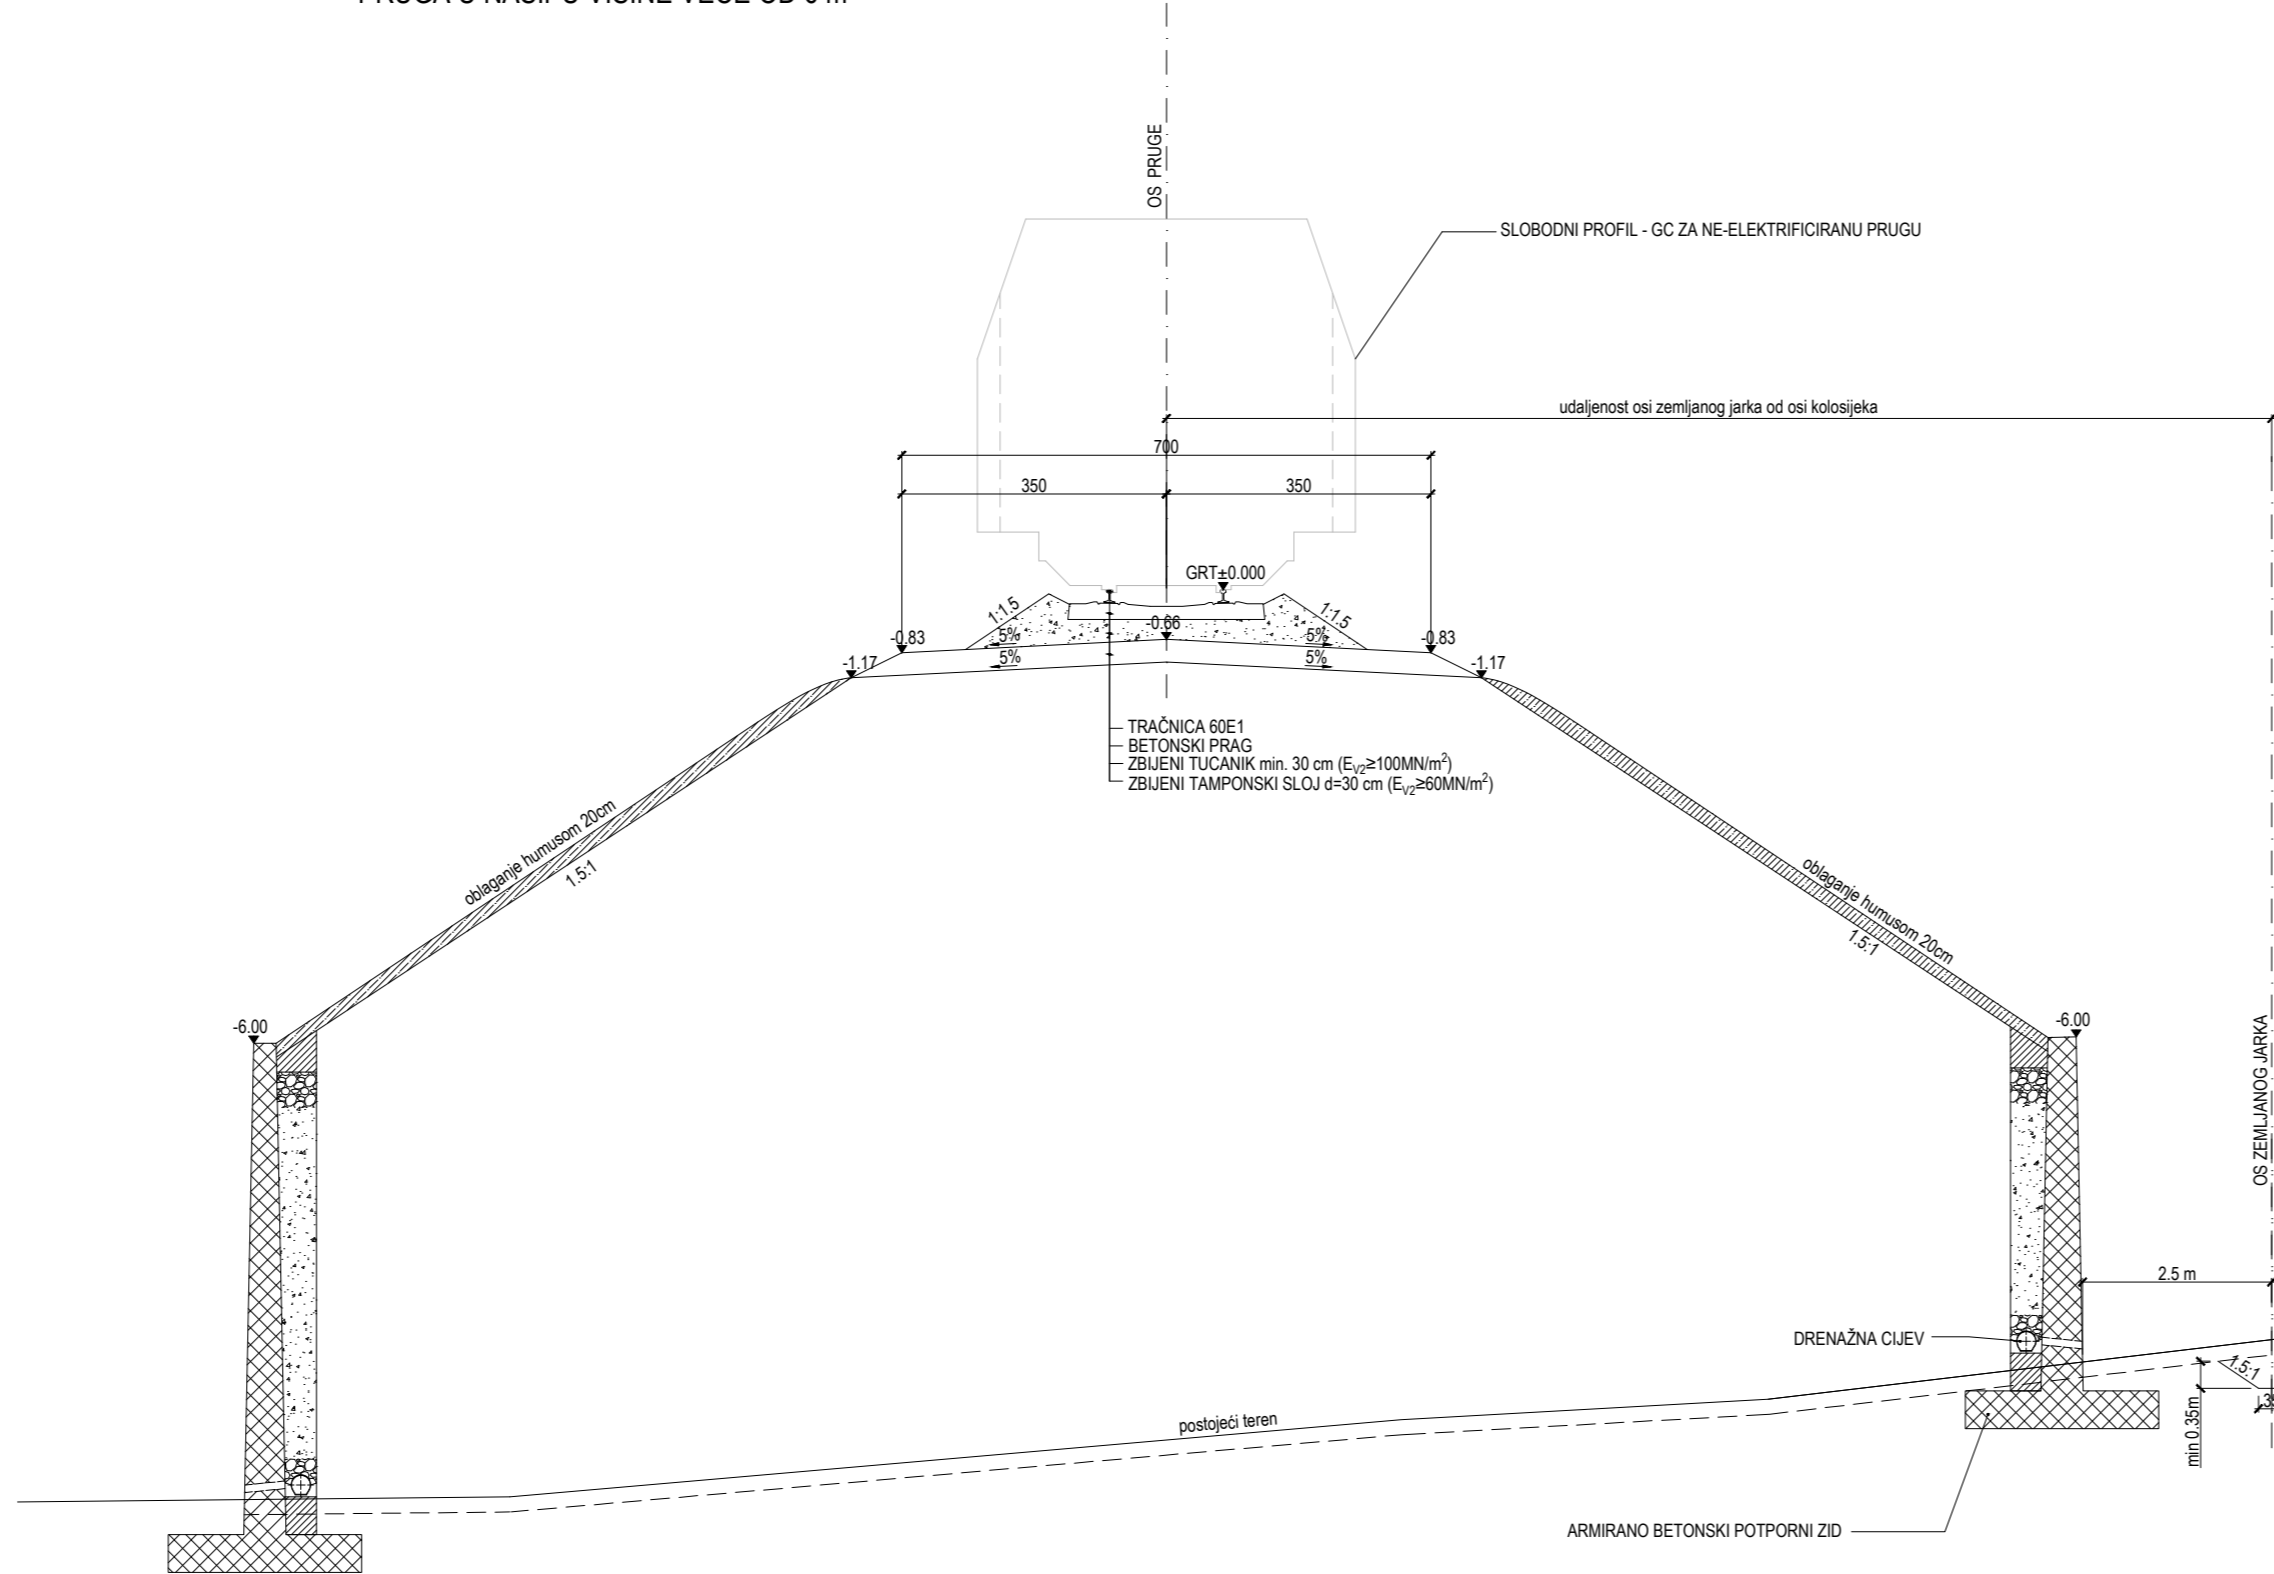 OS PRUGE
SLOBODNI PROFIL - GC ZA NE-ELEKTRIFICIRANU PRUGU
udaljenost osi zemljanog jarka od osi kolosijeka
700
350
350
GRT±0.000
1:1.5
1:1.5
-0.83
5%
-0.66
5%
-0.83
-1.17
5%
5%
-1.17
TRAČNICA 60E1
BETONSKI PRAG
ZBIJENI TUCANIK min. 30 cm (EV2≥100MN/m²)
ZBIJENI TAMPONSKI SLOJ d=30 cm (EV2≥60MN/m²)
oblaganje humusom 20cm
1.5:1
oblaganje humusom 20cm
1.5:1
-6.00
-6.00
OS ZEMLJANOG JARKA
2.5 m
DRENAŽNA CIJEV
1.5:1
min 0.35m
postojeći teren
ARMIRANO BETONSKI POTPORNI ZID